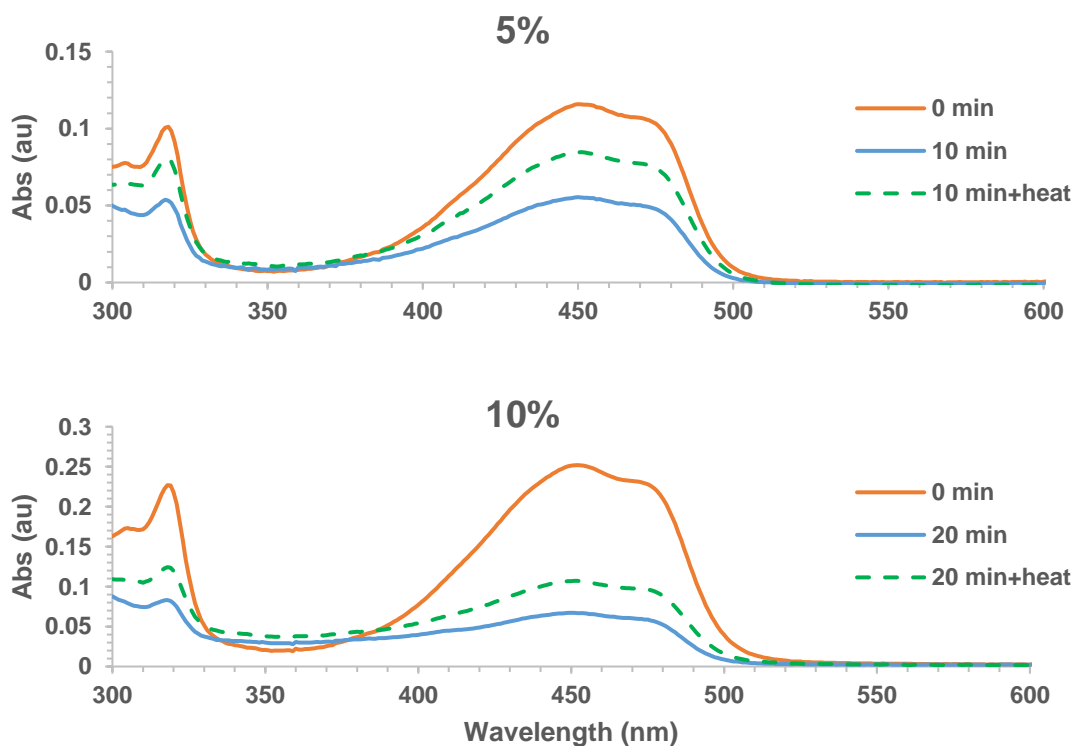 5%
0.15
0.1
0.05
0
Abs (au)
300 350 400 450 500 550 600
0 min
10 min
10 min+heat
10%
0.3
0.25
0.2
0.15
0.1
0.05
0
Abs (au)
300 350 400 450 500 550 600
Wavelength (nm)
0 min
20 min
20 min+heat